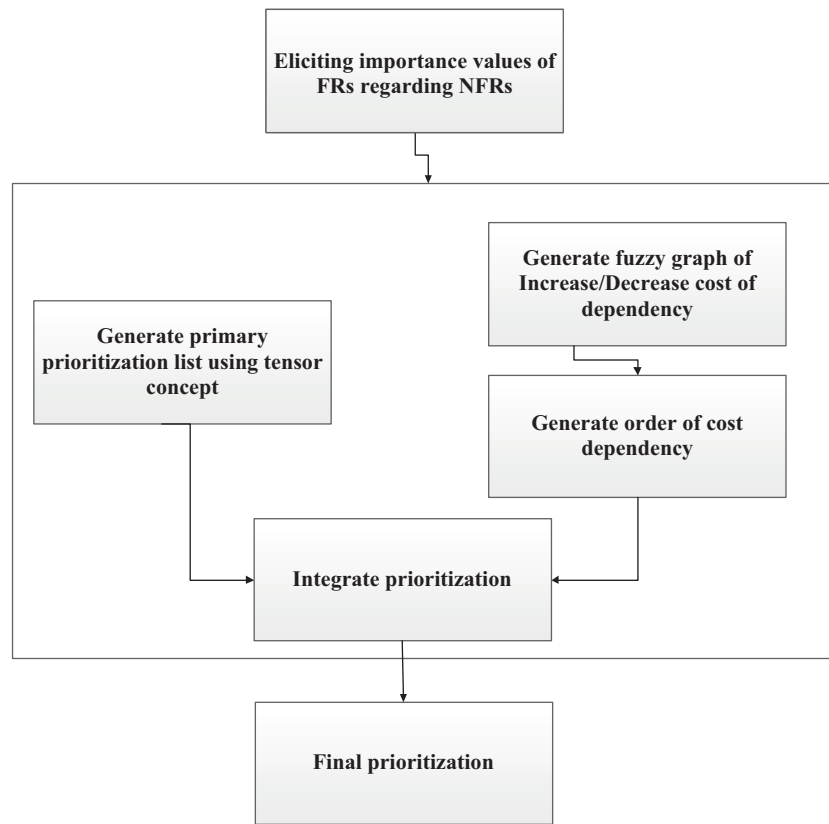 Eliciting importance values of
FRs regarding NFRs
Generate fuzzy graph of
Increase/Decrease cost of
dependency
Generate primary
prioritization list using tensor
concept
Generate order of cost
dependency
Integrate prioritization
Final prioritization